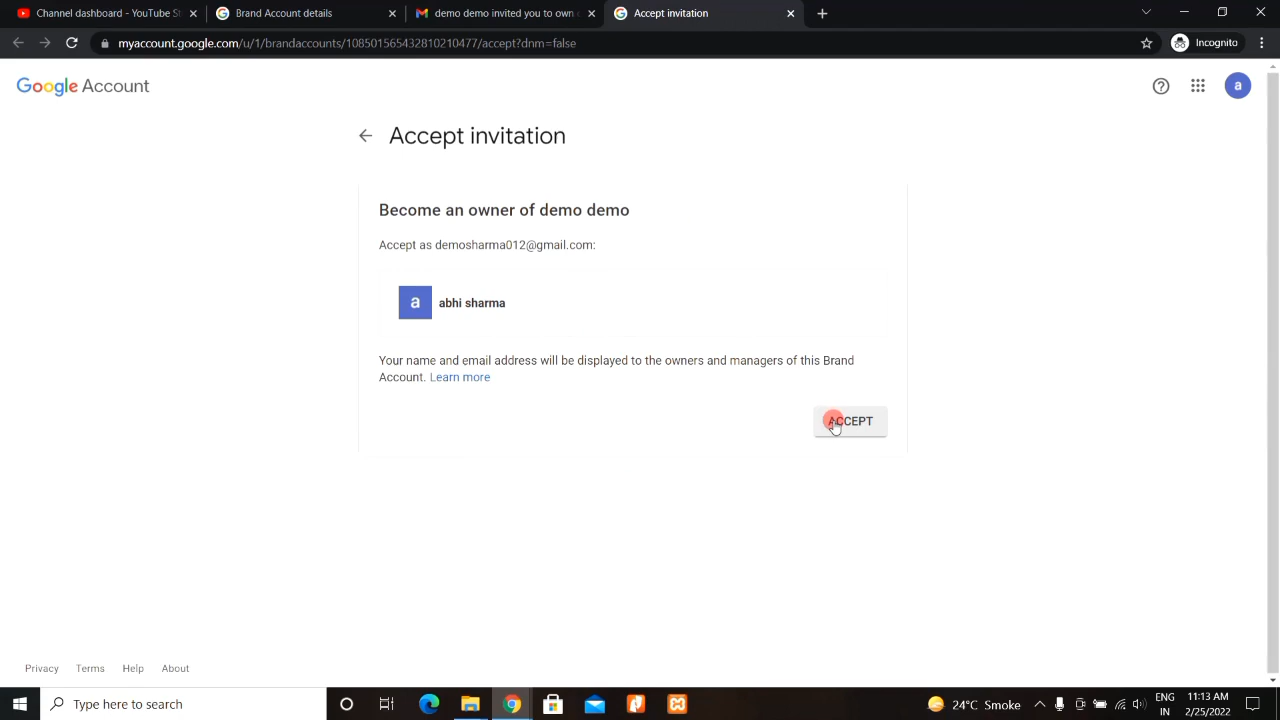 Channel dashboard - YouTube St
Brand Account details
demo demo invited you to own
Accept invitation
myaccount.google.com/u/1/brandaccounts/108501565432810210477/accept?dnm=false
Incognito
Google Account
a
Accept invitation
Become an owner of demo demo
Accept as demosharma012@gmail.com:
a abhi sharma
Your name and email address will be displayed to the owners and managers of this Brand
Account. Learn more
ACCEPT
Privacy Terms Help About
Type here to search
24°C Smoke
ENG
IN
11:13 AM
2/25/2022